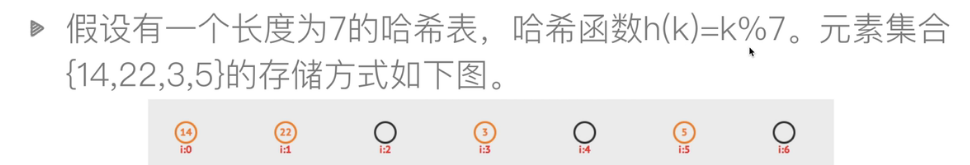 假设有一个长度为7的哈希表，哈希函数h(k)=k%7。元素集合
{14,22,3,5}的存储方式如下图。
14 22 3 5
i:0 i:1 i:2 i:3 i:4 i:5 i:6